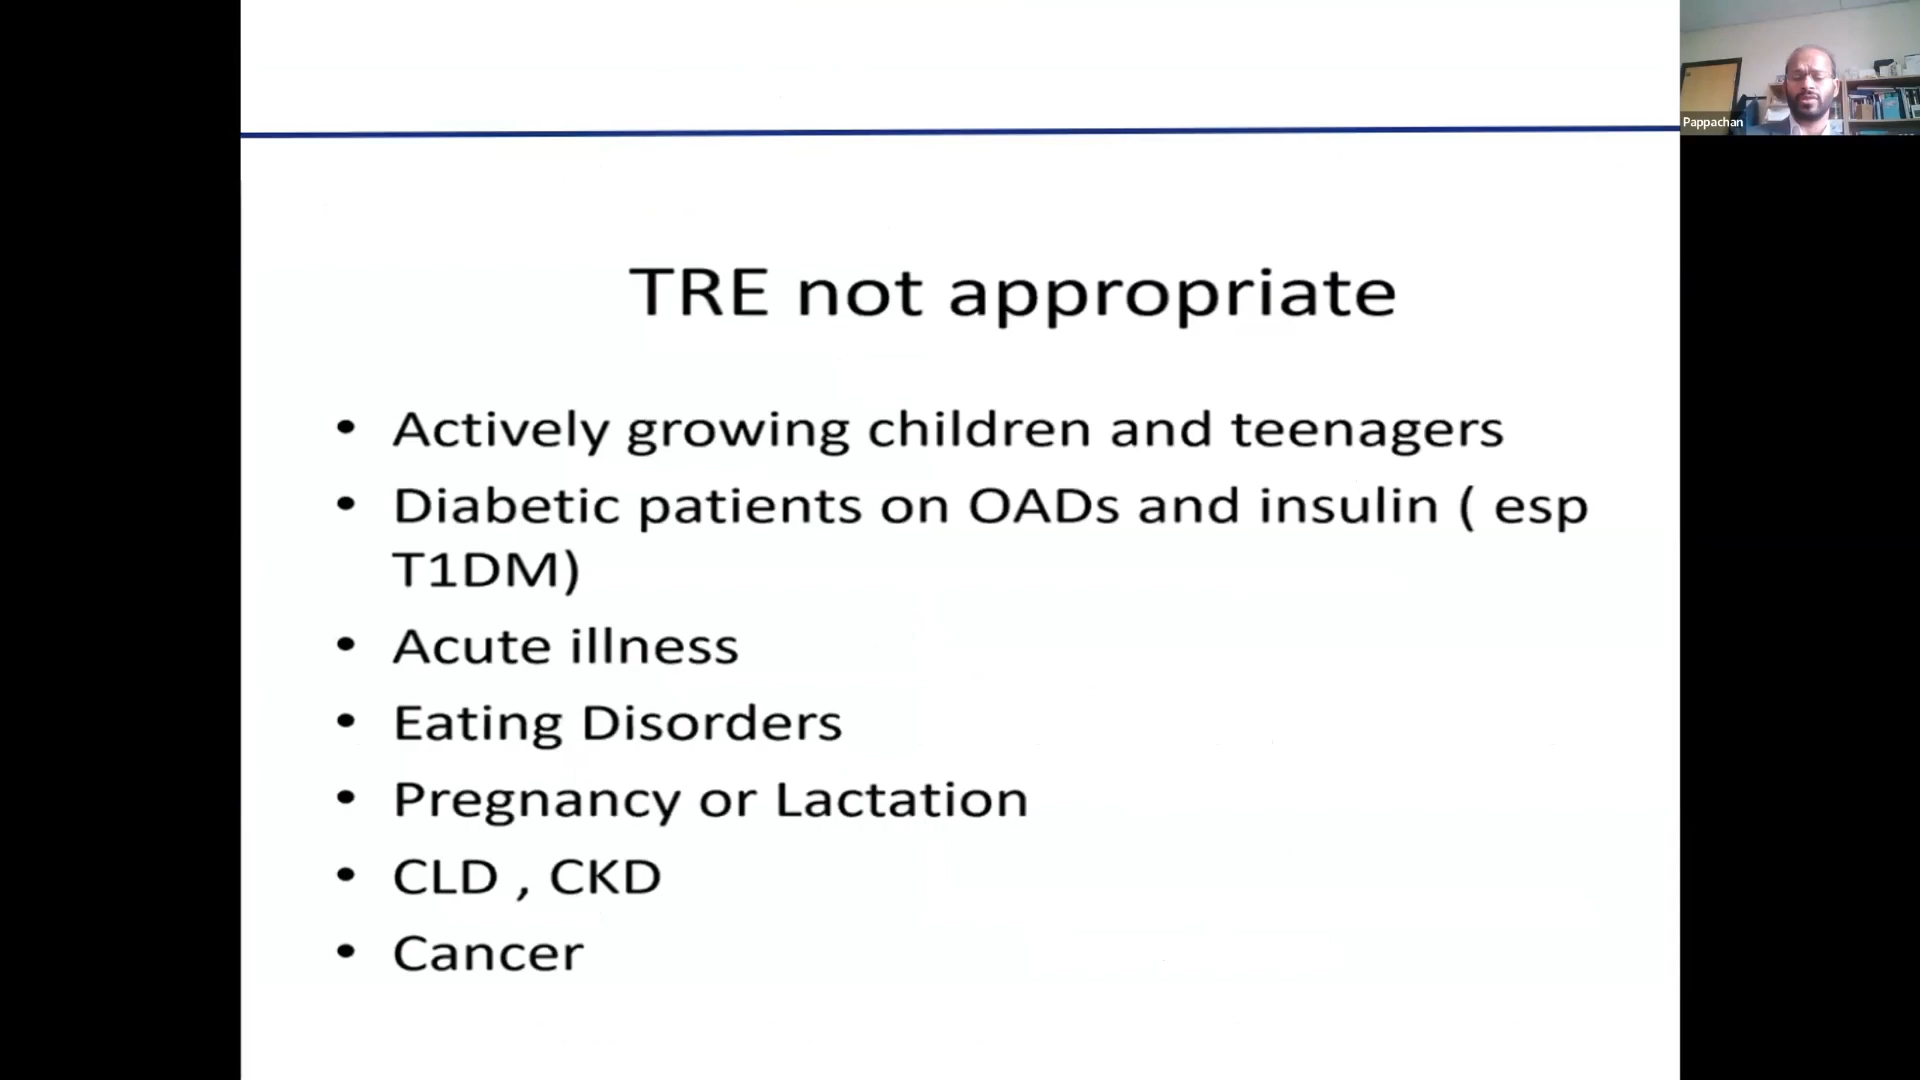 Pappachan
TRE not appropriate
• Actively growing children and teenagers
• Diabetic patients on OADs and insulin ( esp
T1DM)
• Acute illness
• Eating Disorders
• Pregnancy or Lactation
• CLD , CKD
• Cancer